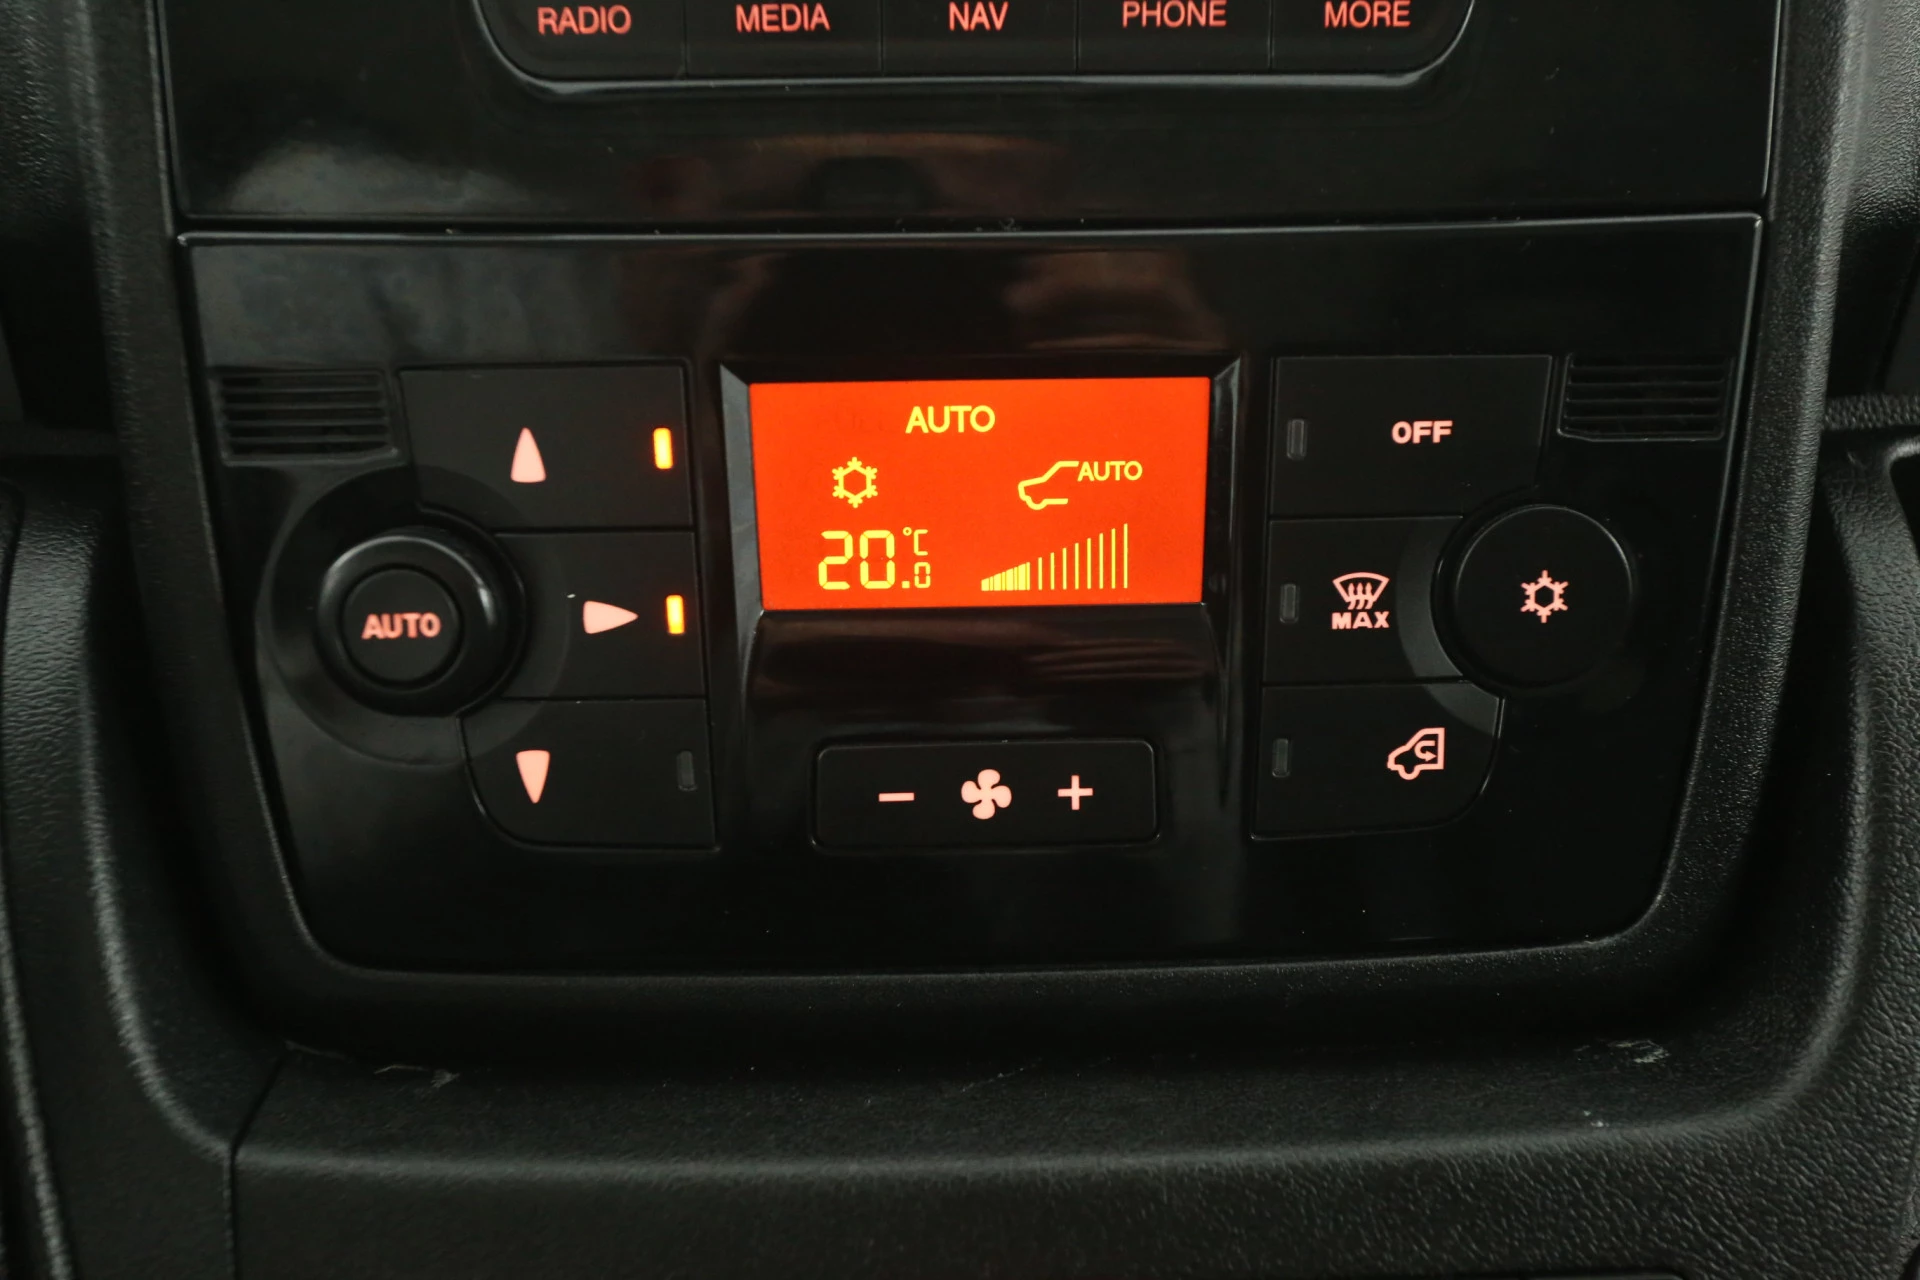 RADIO MEDIA NAV PHONE MORE
AUTO
AUTO
20.0 °C
OFF
AUTO
MAX
− +